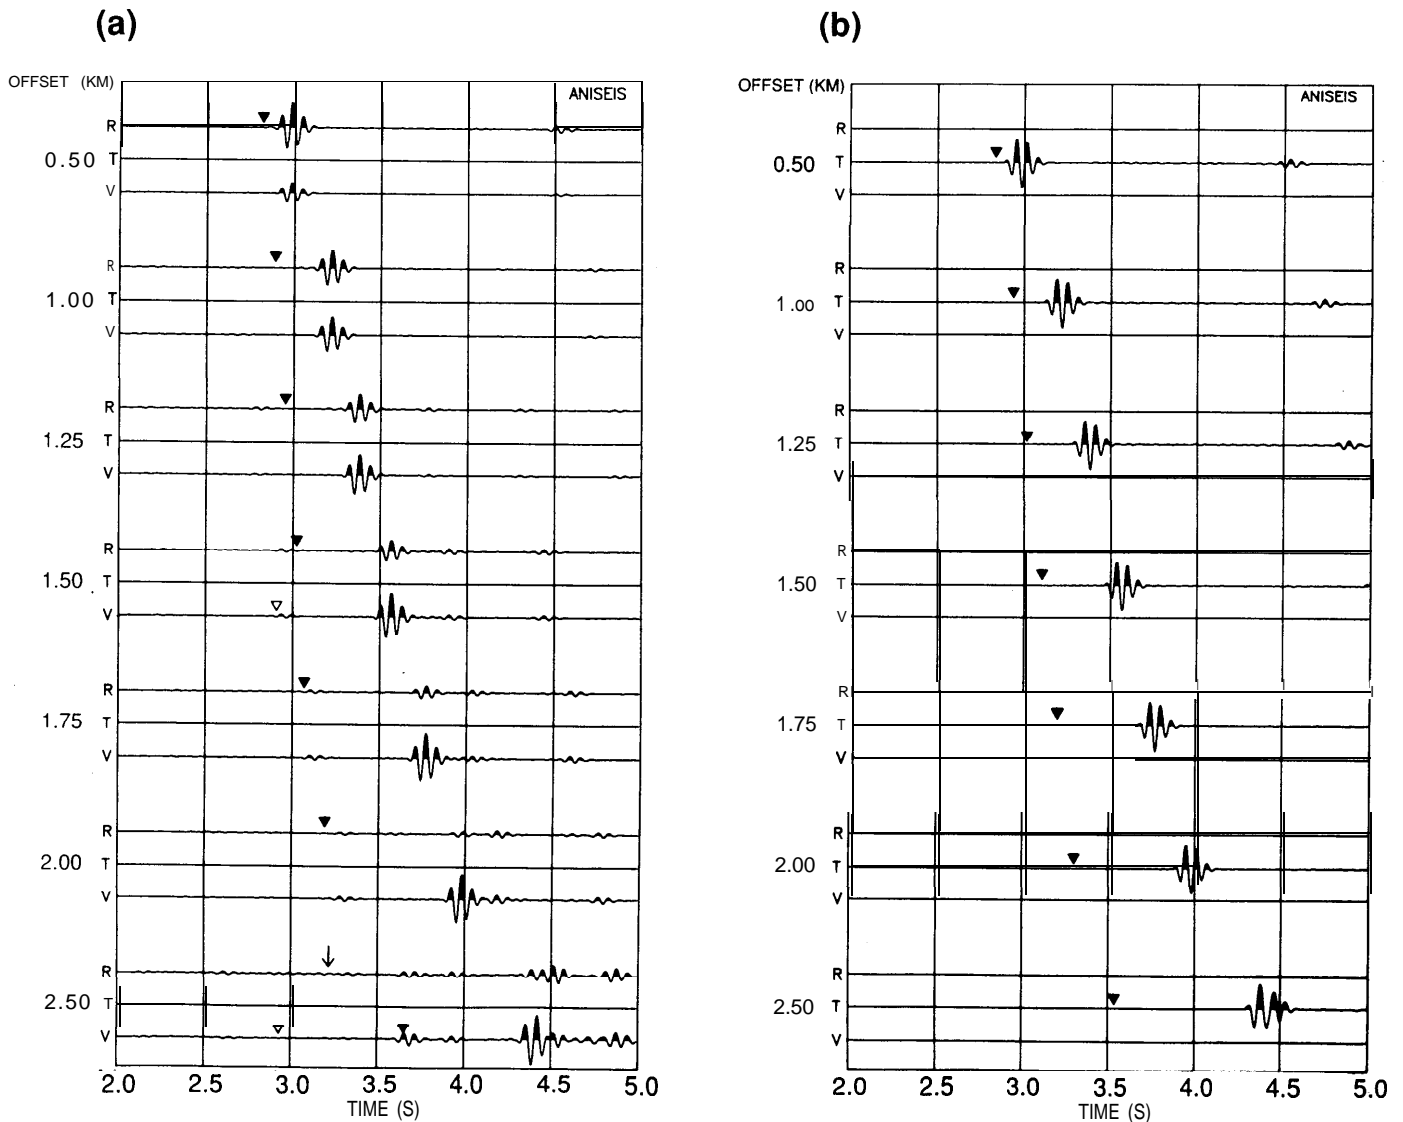 (a)
OFFSET (KM)
ANISEIS
R
0.50 T
V
R
1.00 T
V
R
1.25 T
V
R
1.50 T
V
R
1.75 T
V
R
2.00 T
V
R
2.50 T
V
2.0 2.5 3.0 3.5 4.0 4.5 5.0
TIME (S)
(b)
OFFSET (KM)
ANISEIS
R
0.50 T
V
R
1.00 T
V
R
1.25 T
V
R
1.50 T
V
R
1.75 T
V
R
2.00 T
V
R
2.50 T
V
2.0 2.5 3.0 3.5 4.0 4.5 5.0
TIME (S)